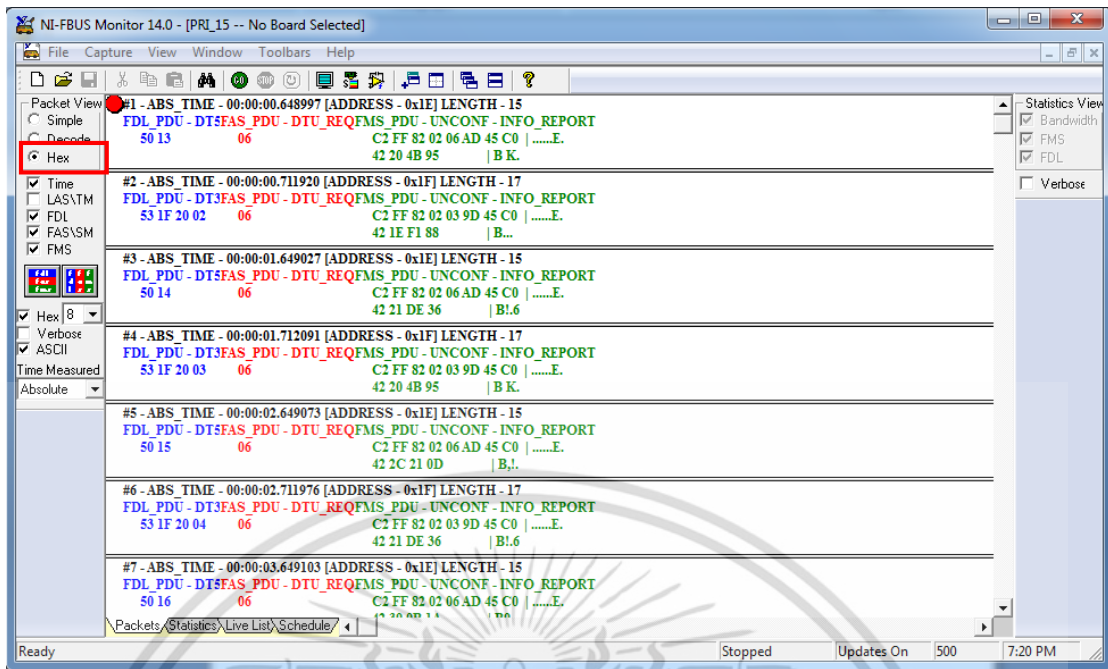 NI-FBUS Monitor 14.0 - [PRI_15 -- No Board Selected]
File Capture View Window Toolbars Help
Packet View
Simple
Decode
Hex
Time
LAS\TM
FDL
FAS\SM
FMS
Hex 8
Verbose
ASCII
Time Measured
Absolute
#1 - ABS_TIME - 00:00:00.648997 [ADDRESS - 0x1E] LENGTH - 15
FDL_PDU - DT5FAS_PDU - DTU_REQFMS_PDU - UNCONF - INFO_REPORT
50 13 06 C2 FF 82 02 06 AD 45 C0 | ......E.
42 20 4B 95 | B K.
#2 - ABS_TIME - 00:00:00.711920 [ADDRESS - 0x1F] LENGTH - 17
FDL_PDU - DT3FAS_PDU - DTU_REQFMS_PDU - UNCONF - INFO_REPORT
53 1F 20 02 06 C2 FF 82 02 03 9D 45 C0 | ......E.
42 1E F1 88 | B...
#3 - ABS_TIME - 00:00:01.649027 [ADDRESS - 0x1E] LENGTH - 15
FDL_PDU - DT5FAS_PDU - DTU_REQFMS_PDU - UNCONF - INFO_REPORT
50 14 06 C2 FF 82 02 06 AD 45 C0 | ......E.
42 21 DE 36 | B!.6
#4 - ABS_TIME - 00:00:01.712091 [ADDRESS - 0x1F] LENGTH - 17
FDL_PDU - DT3FAS_PDU - DTU_REQFMS_PDU - UNCONF - INFO_REPORT
53 1F 20 03 06 C2 FF 82 02 03 9D 45 C0 | ......E.
42 20 4B 95 | B K.
#5 - ABS_TIME - 00:00:02.649073 [ADDRESS - 0x1E] LENGTH - 15
FDL_PDU - DT5FAS_PDU - DTU_REQFMS_PDU - UNCONF - INFO_REPORT
50 15 06 C2 FF 82 02 06 AD 45 C0 | ......E.
42 2C 21 0D | B,!.
#6 - ABS_TIME - 00:00:02.711976 [ADDRESS - 0x1F] LENGTH - 17
FDL_PDU - DT3FAS_PDU - DTU_REQFMS_PDU - UNCONF - INFO_REPORT
53 1F 20 04 06 C2 FF 82 02 03 9D 45 C0 | ......E.
42 21 DE 36 | B!.6
#7 - ABS_TIME - 00:00:03.649103 [ADDRESS - 0x1E] LENGTH - 15
FDL_PDU - DT5FAS_PDU - DTU_REQFMS_PDU - UNCONF - INFO_REPORT
50 16 06 C2 FF 82 02 06 AD 45 C0 | ......E.
Packets Statistics Live List Schedule
Statistics View
Bandwidth
FMS
FDL
Verbose
Ready Stopped Updates On 500 7:20 PM